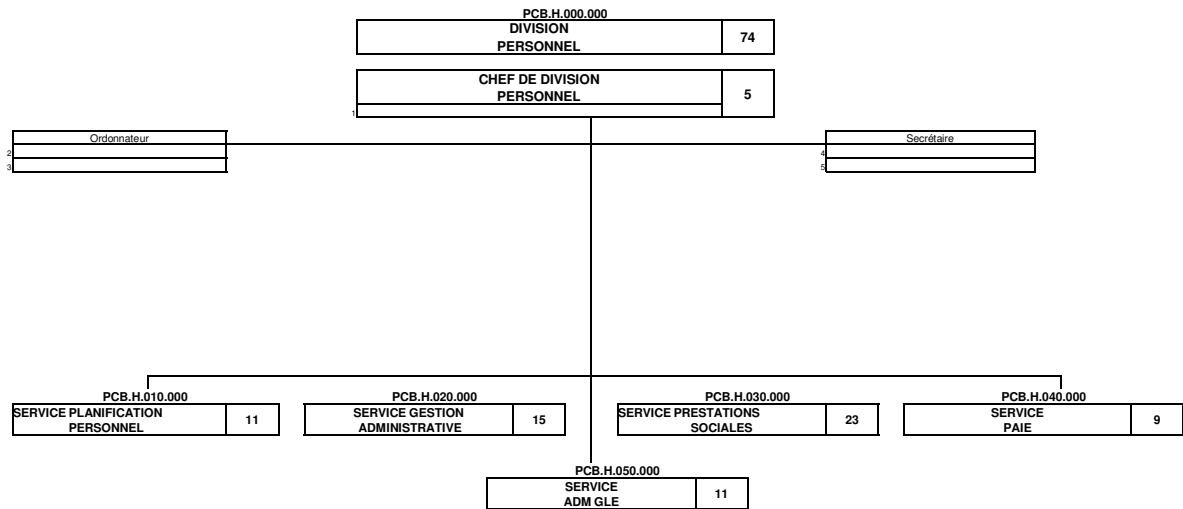 PCB.H.000.000
DIVISION
PERSONNEL
74
CHEF DE DIVISION
PERSONNEL
5
1
Ordonnateur
2
3
Secrétaire
4
5
PCB.H.010.000
SERVICE PLANIFICATION
PERSONNEL
11
PCB.H.020.000
SERVICE GESTION
ADMINISTRATIVE
15
PCB.H.030.000
SERVICE PRESTATIONS
SOCIALES
23
PCB.H.040.000
SERVICE
PAIE
9
PCB.H.050.000
SERVICE
ADM GLE
11